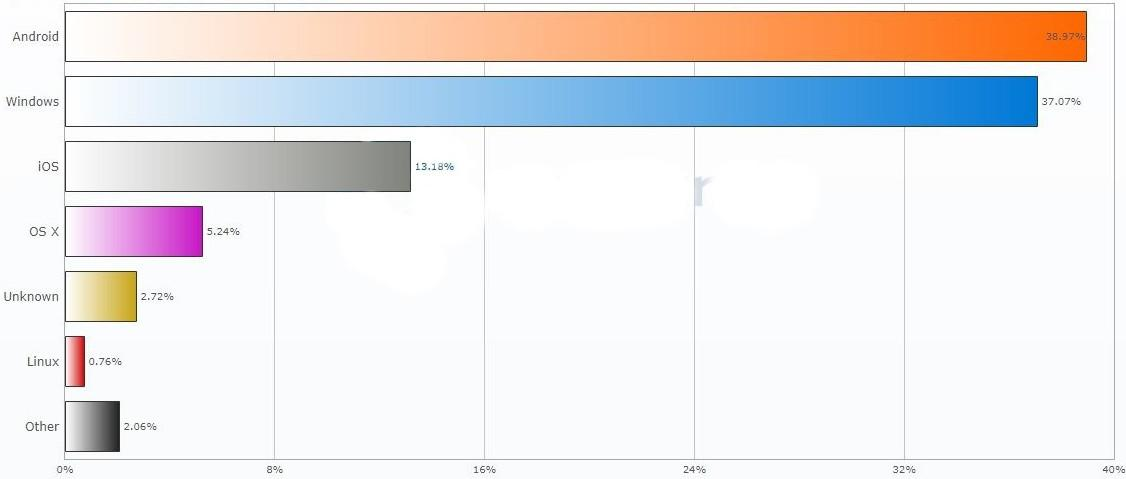 Android 38.97%
Windows 37.07%
iOS 13.18%
OS X 5.24%
Unknown 2.72%
Linux 0.76%
Other 2.06%
0% 8% 16% 24% 32% 40%